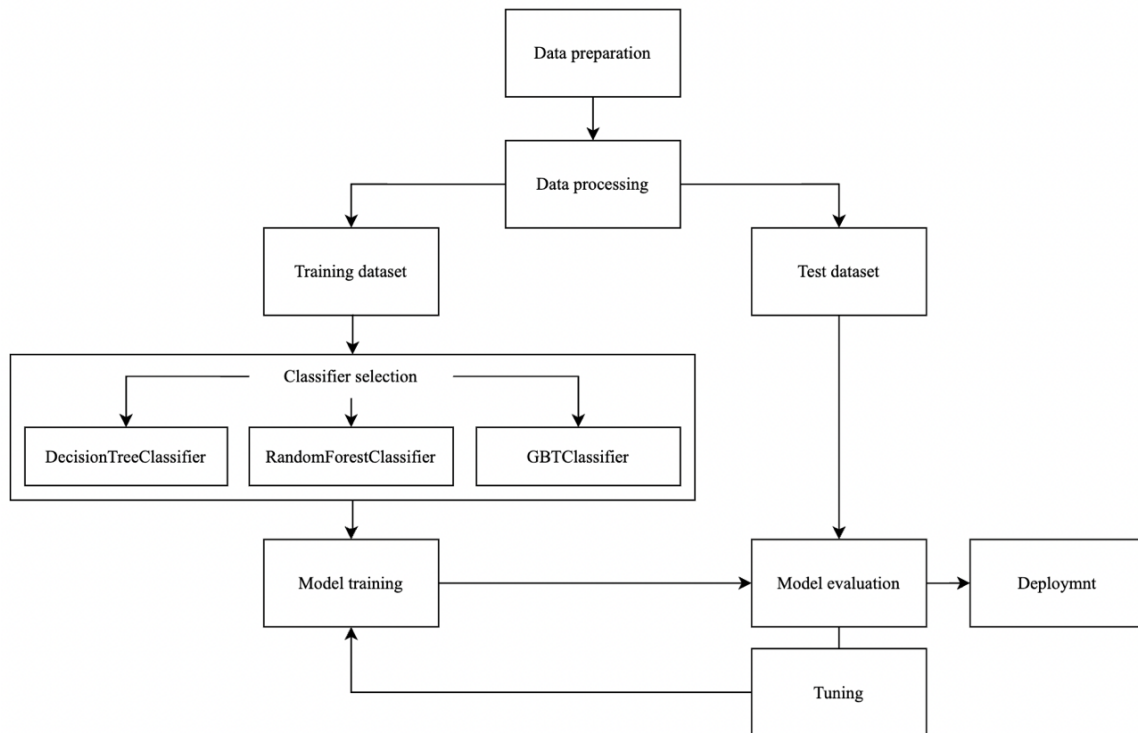 Data preparation
Data processing
Training dataset
Test dataset
Classifier selection
DecisionTreeClassifier
RandomForestClassifier
GBTClassifier
Model training
Model evaluation
Deploymnt
Tuning